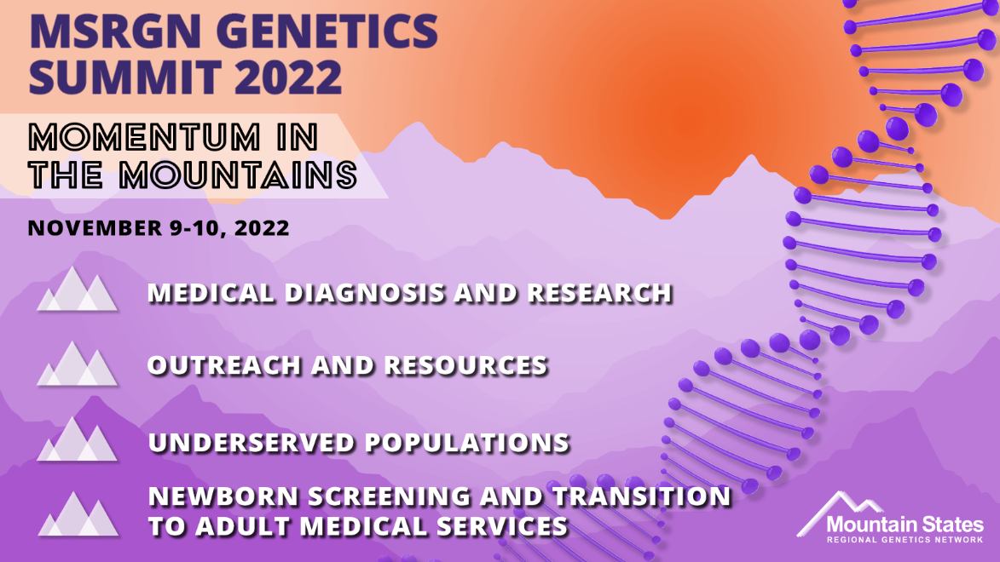 MSRGN GENETICS
SUMMIT 2022
MOMENTUM IN
THE MOUNTAINS
NOVEMBER 9-10, 2022
MEDICAL DIAGNOSIS AND RESEARCH
OUTREACH AND RESOURCES
UNDERSERVED POPULATIONS
NEWBORN SCREENING AND TRANSITION
TO ADULT MEDICAL SERVICES
Mountain States
REGIONAL GENETICS NETWORK